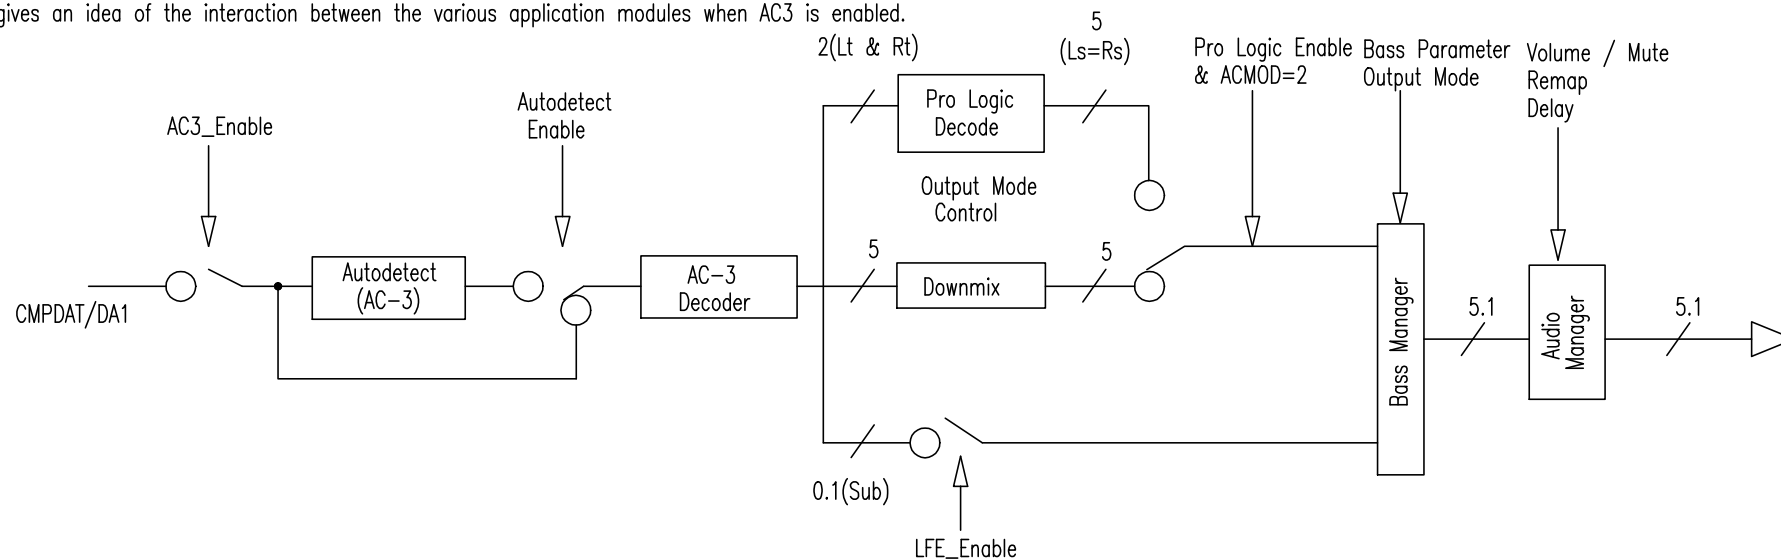 gives an idea of the interaction between the various application modules when AC3 is enabled.
2(Lt & Rt)
5
(Ls=Rs)
Pro Logic Enable
& ACMOD=2
Bass Parameter
Output Mode
Volume / Mute
Remap
Delay
AC3_Enable
Autodetect
Enable
Pro Logic
Decode
Output Mode
Control
CMPDAT/DA1
Autodetect
(AC-3)
AC-3
Decoder
5
Downmix
5
Bass Manager
5.1
Audio
Manager
5.1
0.1(Sub)
LFE_Enable